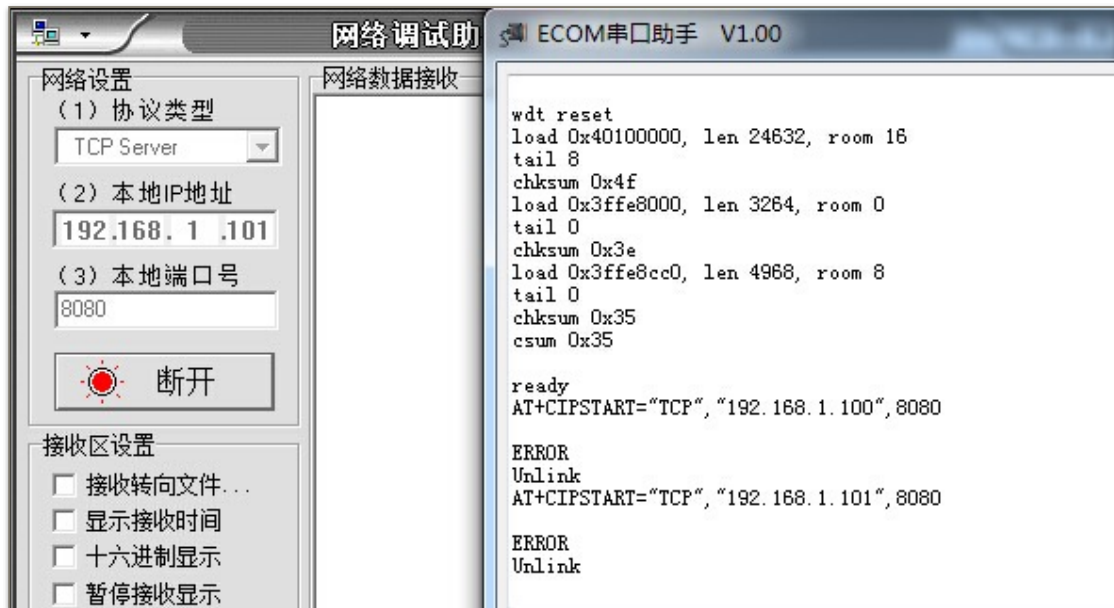 网络调试助
网络设置
（1）协议类型
TCP Server
（2）本地IP地址
192.168. 1 .101
（3）本地端口号
8080
断开
接收区设置
接收转向文件...
显示接收时间
十六进制显示
暂停接收显示
网络数据接收
ECOM串口助手 V1.00
wdt reset
load 0x40100000, len 24632, room 16
tail 8
chksum 0x4f
load 0x3ffe8000, len 3264, room 0
tail 0
chksum 0x3e
load 0x3ffe8cc0, len 4968, room 8
tail 0
chksum 0x35
csum 0x35
ready
AT+CIPSTART="TCP","192.168.1.100",8080
ERROR
Unlink
AT+CIPSTART="TCP","192.168.1.101",8080
ERROR
Unlink